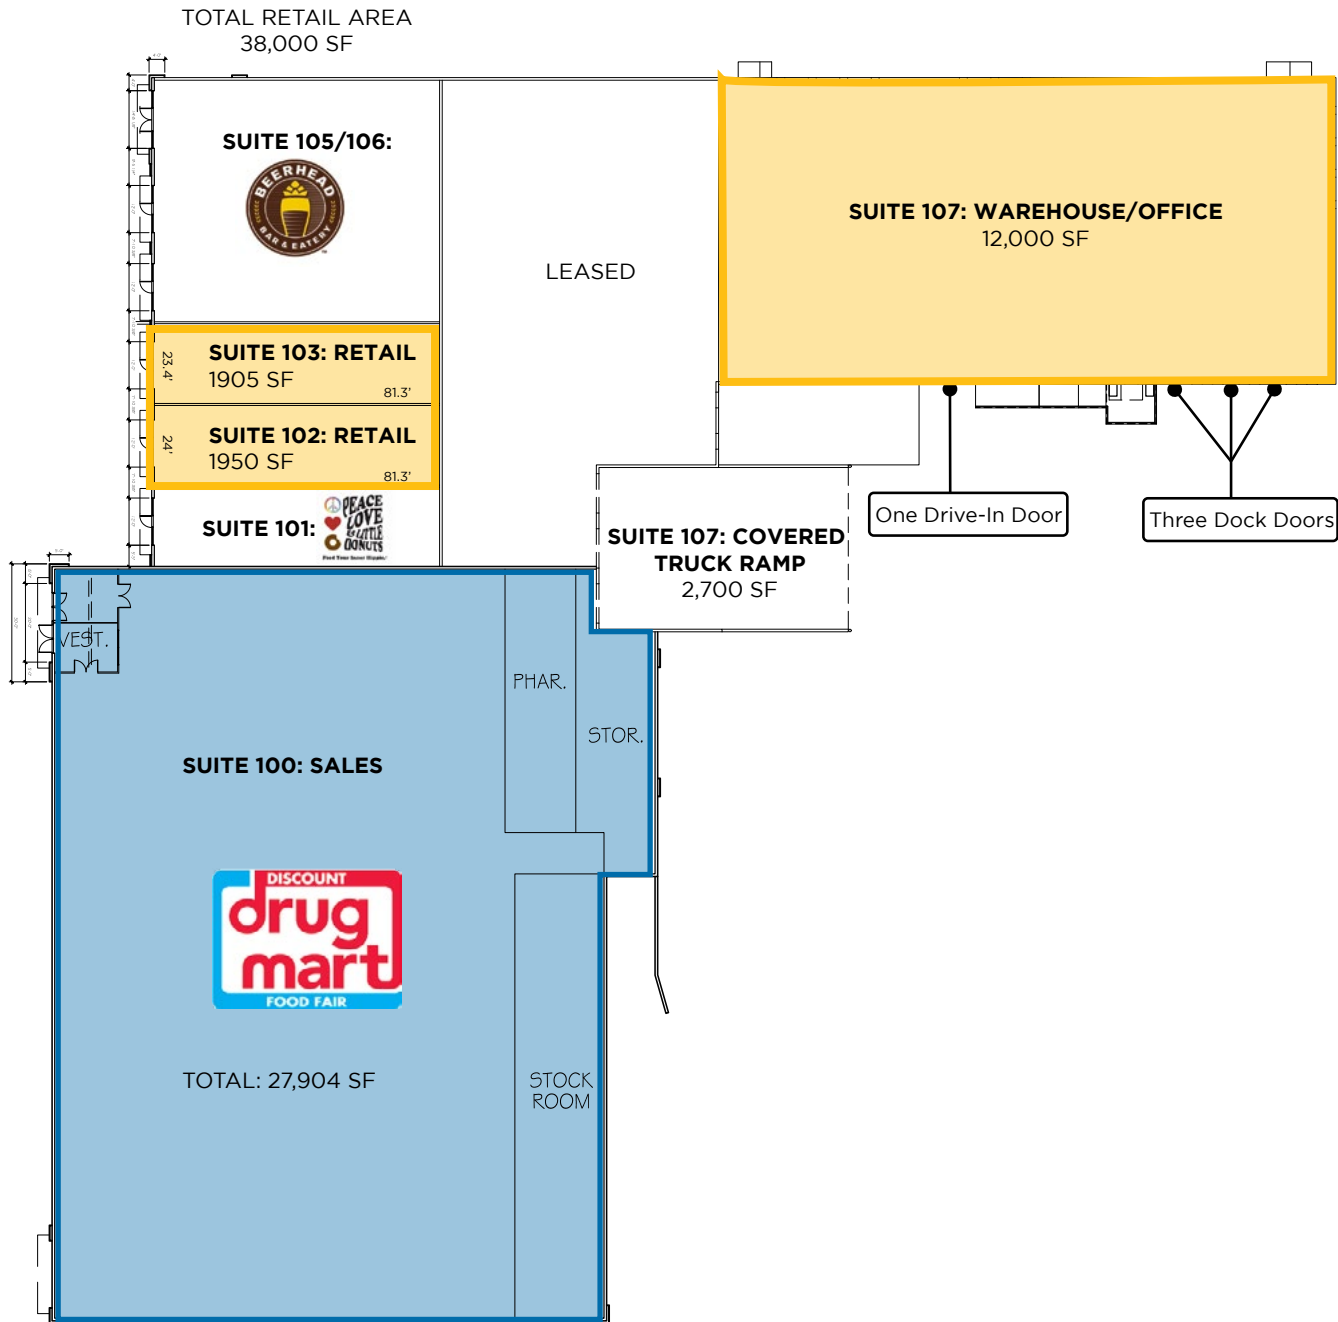 TOTAL RETAIL AREA
38,000 SF
SUITE 105/106:
BEERHEAD
BAR & EATERY
LEASED
SUITE 107: WAREHOUSE/OFFICE
12,000 SF
SUITE 103: RETAIL
1905 SF
23.4'
81.3'
SUITE 102: RETAIL
1950 SF
24'
81.3'
SUITE 101:
PEACE
LOVE
& LITTLE
DONUTS
SUITE 107: COVERED
TRUCK RAMP
2,700 SF
One Drive-In Door
Three Dock Doors
VEST.
PHAR.
STOR.
SUITE 100: SALES
DISCOUNT
drug
mart
FOOD FAIR
TOTAL: 27,904 SF
STOCK
ROOM